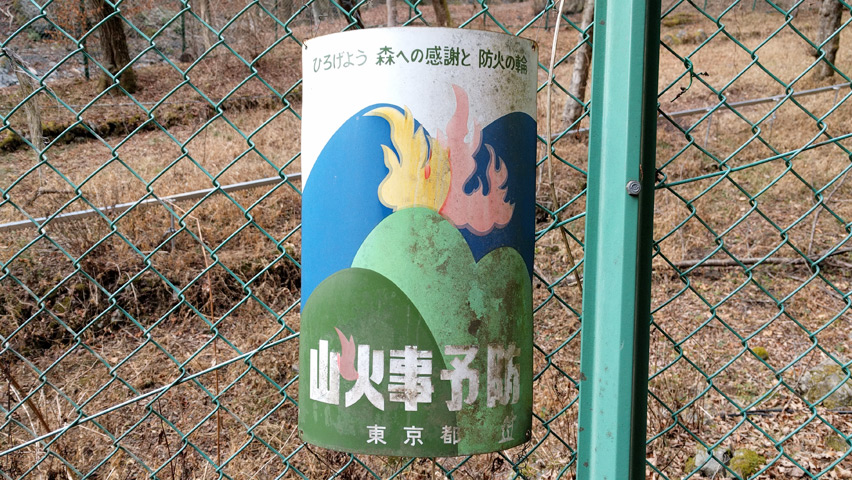 ひろげよう 森への感謝と 防火の輪
山火事予防
東京都